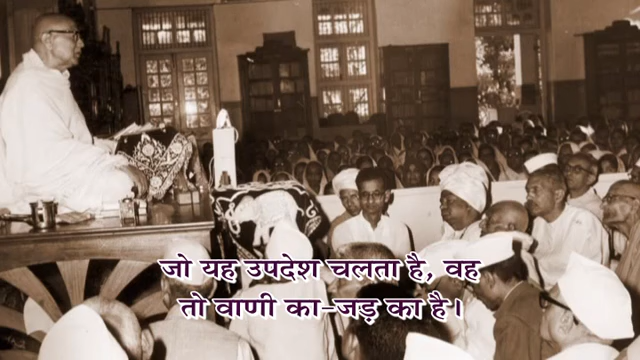 जो यह उपदेश चलता है, वह
तो वाणी का-जड़ का है।